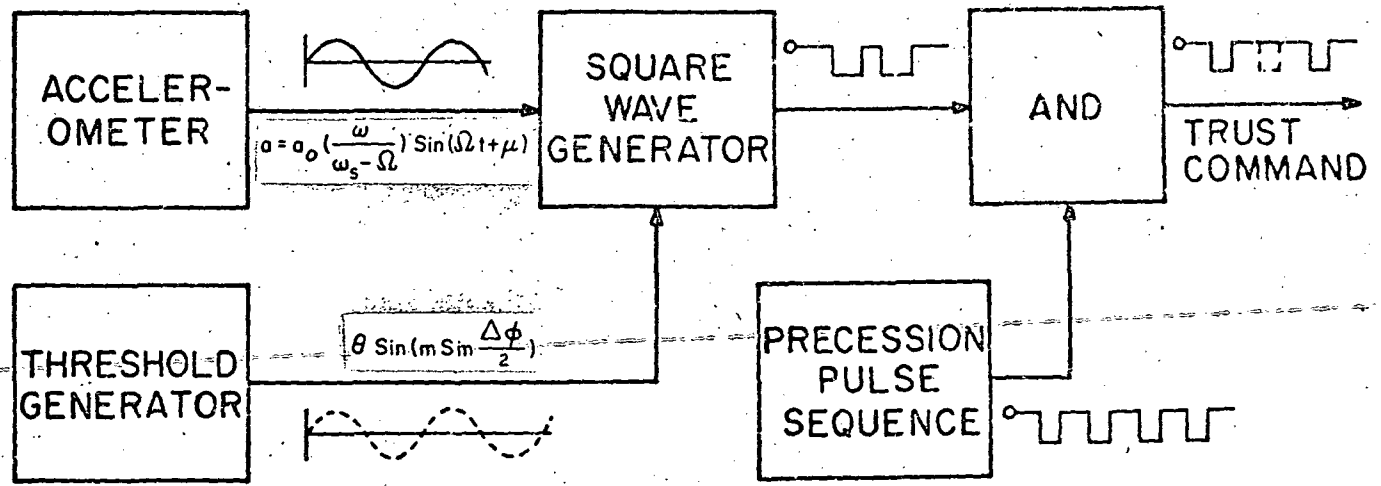 ACCELER-
OMETER
a = a₀ (ω/(ωₛ - Ω)) Sin(Ωt+μ)
SQUARE
WAVE
GENERATOR
AND
TRUST
COMMAND
THRESHOLD
GENERATOR
θ Sin(m Sin Δϕ/2)
PRECESSION
PULSE
SEQUENCE